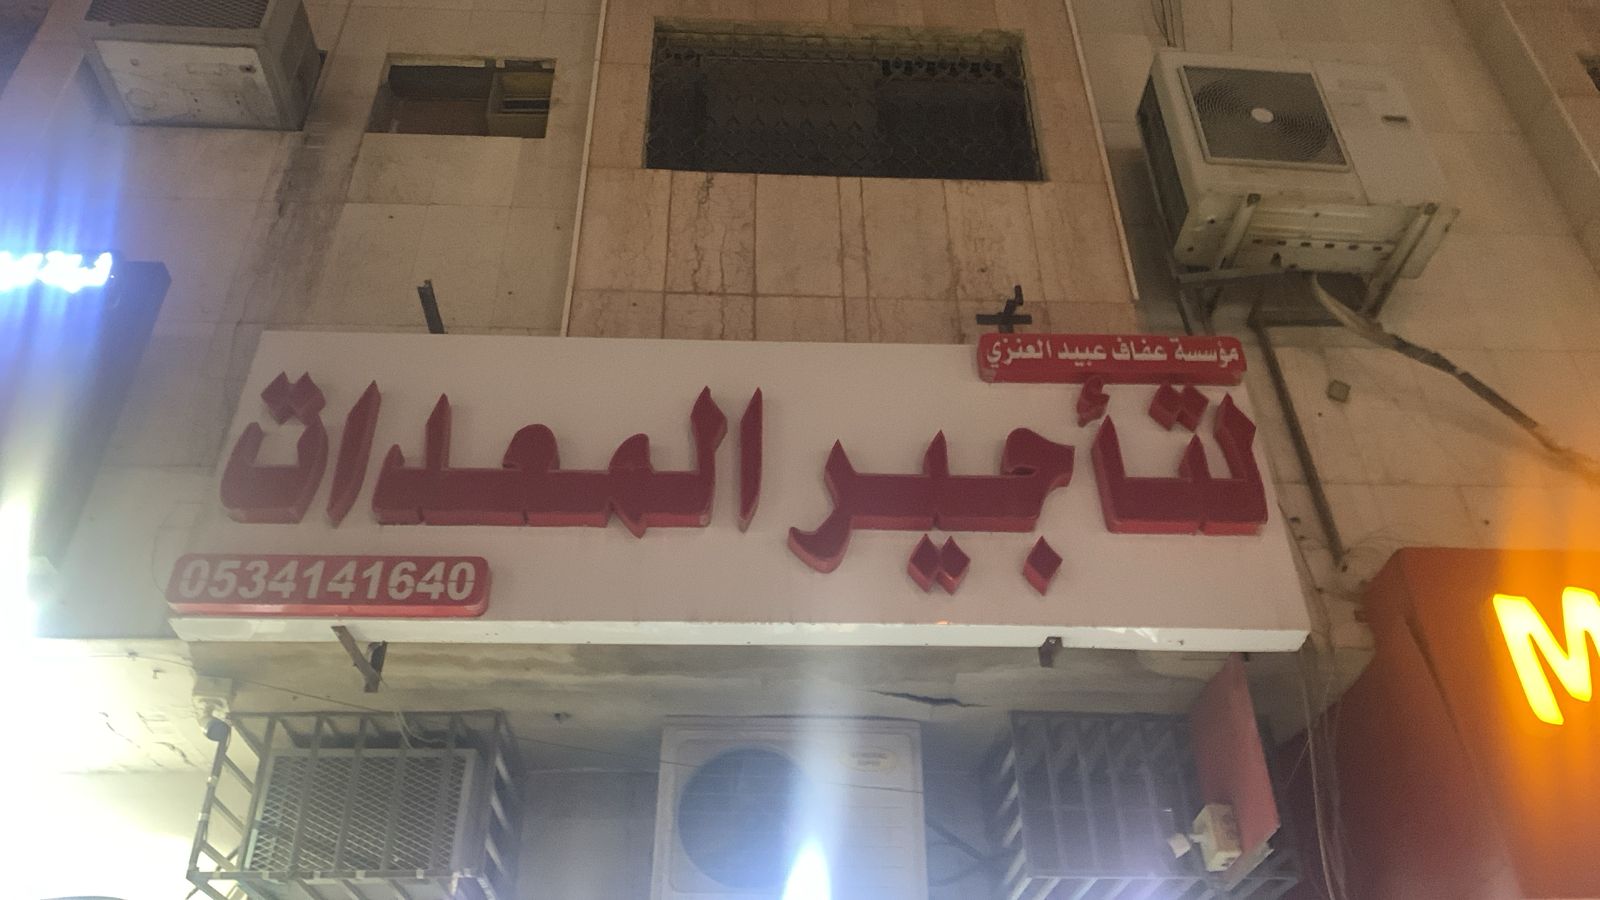 مؤسسة عفاف عبيد العنزي
لتأجير المعدات
0534141640
M